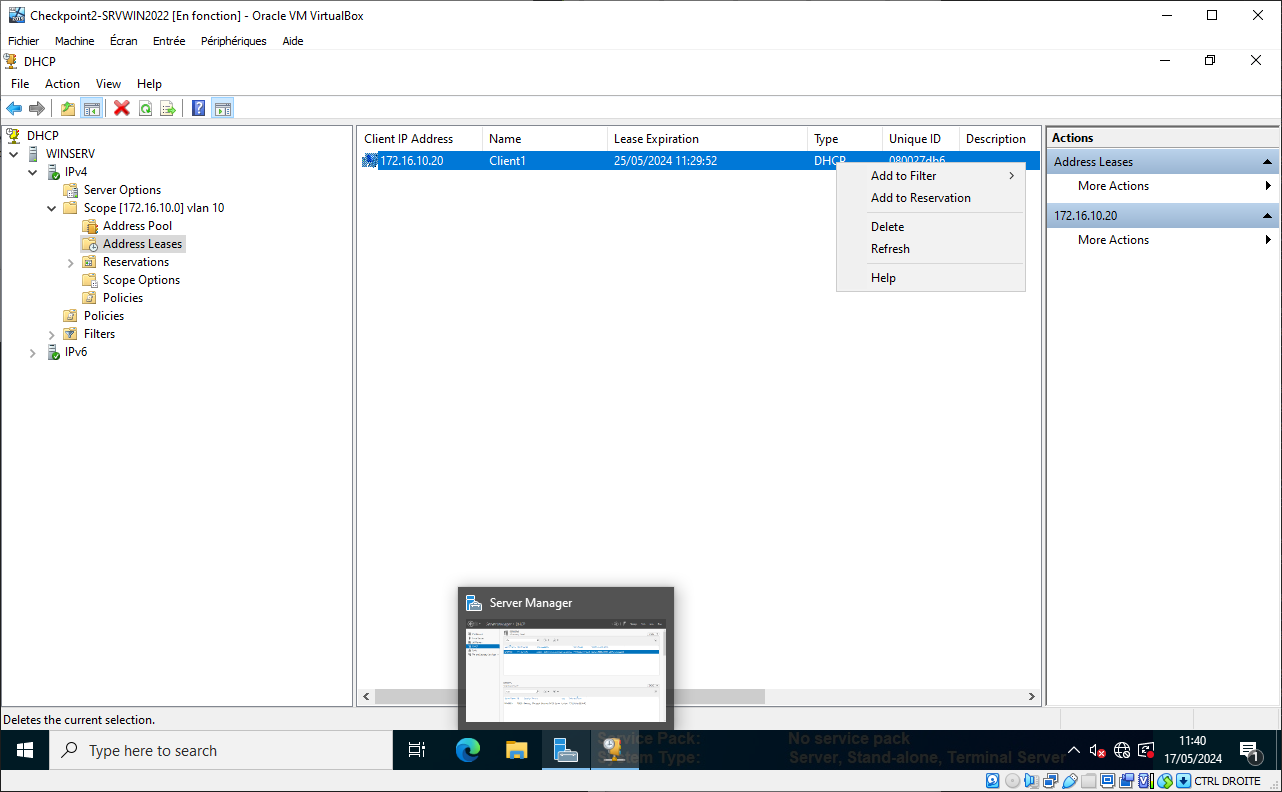 Checkpoint2-SRVWIN2022 [En fonction] - Oracle VM VirtualBox
Fichier Machine Écran Entrée Périphériques Aide
DHCP
File Action View Help
DHCP
WINSERV
IPv4
Server Options
Scope [172.16.10.0] vlan 10
Address Pool
Address Leases
Reservations
Scope Options
Policies
Policies
Filters
IPv6
Client IP Address Name Lease Expiration Type Unique ID Description
172.16.10.20 Client1 25/05/2024 11:29:52 DHCP 080027db6...
Add to Filter
Add to Reservation
Delete
Refresh
Help
Actions
Address Leases
More Actions
172.16.10.20
More Actions
Server Manager
Deletes the current selection.
Service Pack: No service pack
System Type: Server, Stand-alone, Terminal Server
Type here to search
11:40
17/05/2024
1
CTRL DROITE